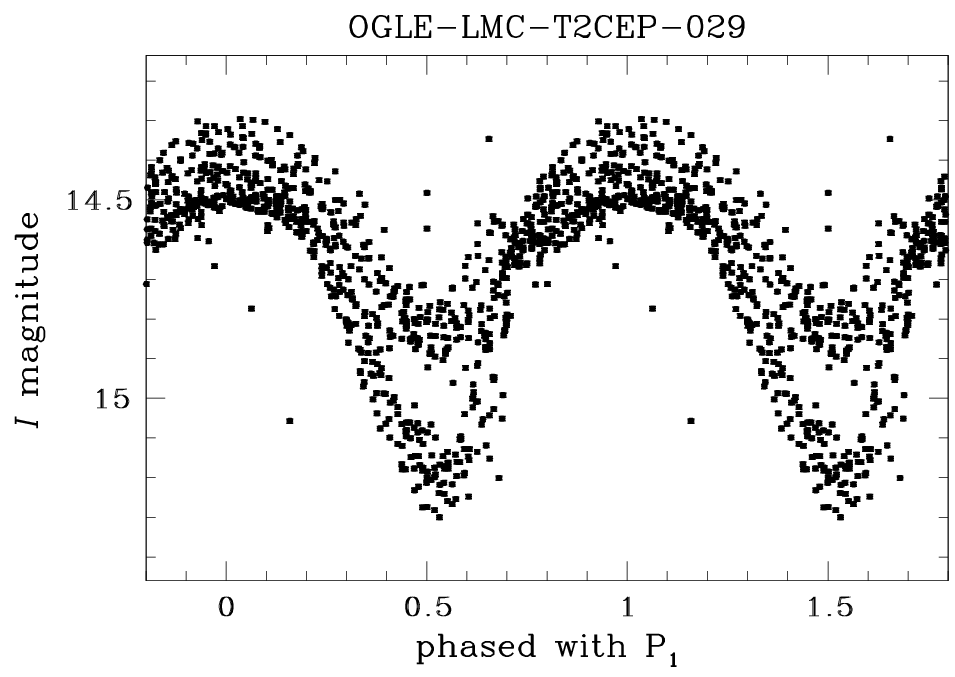 OGLE-LMC-T2CEP-029
I magnitude
14.5
15
0 0.5 1 1.5
phased with P₁